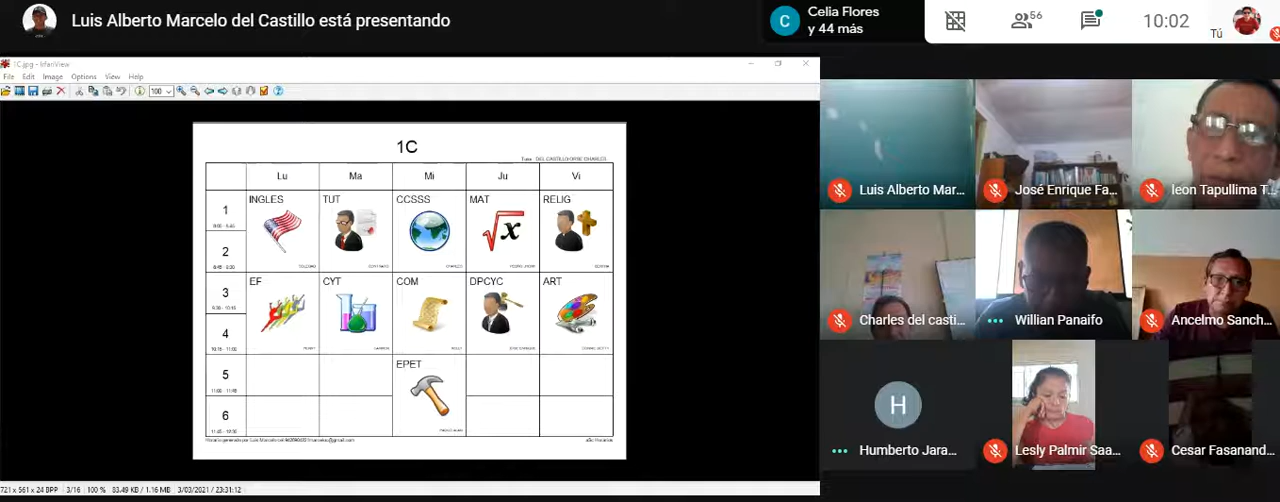 Luis Alberto Marcelo del Castillo está presentando
C
Celia Flores
y 44 más
56
10:02
Tú
1C.jpg - IrfanView
File Edit Image Options View Help
100
1C
Lu Ma Mi Ju Vi
1
INGLES TUT CCSSS MAT RELIG
2
3
EF CYT COM DPCYC ART
4
5
EPET
6
721 x 561 x 24 BPP 3/16 100 % 83.49 KB / 1.16 MB 3/03/2021 / 23:31:12
Luis Alberto Mar...
José Enrique Fa...
leon Tapullima T...
Charles del casti...
Willian Panaifo
Ancelmo Sanch...
H
Humberto Jara...
Lesly Palmir Saa...
Cesar Fasanand...